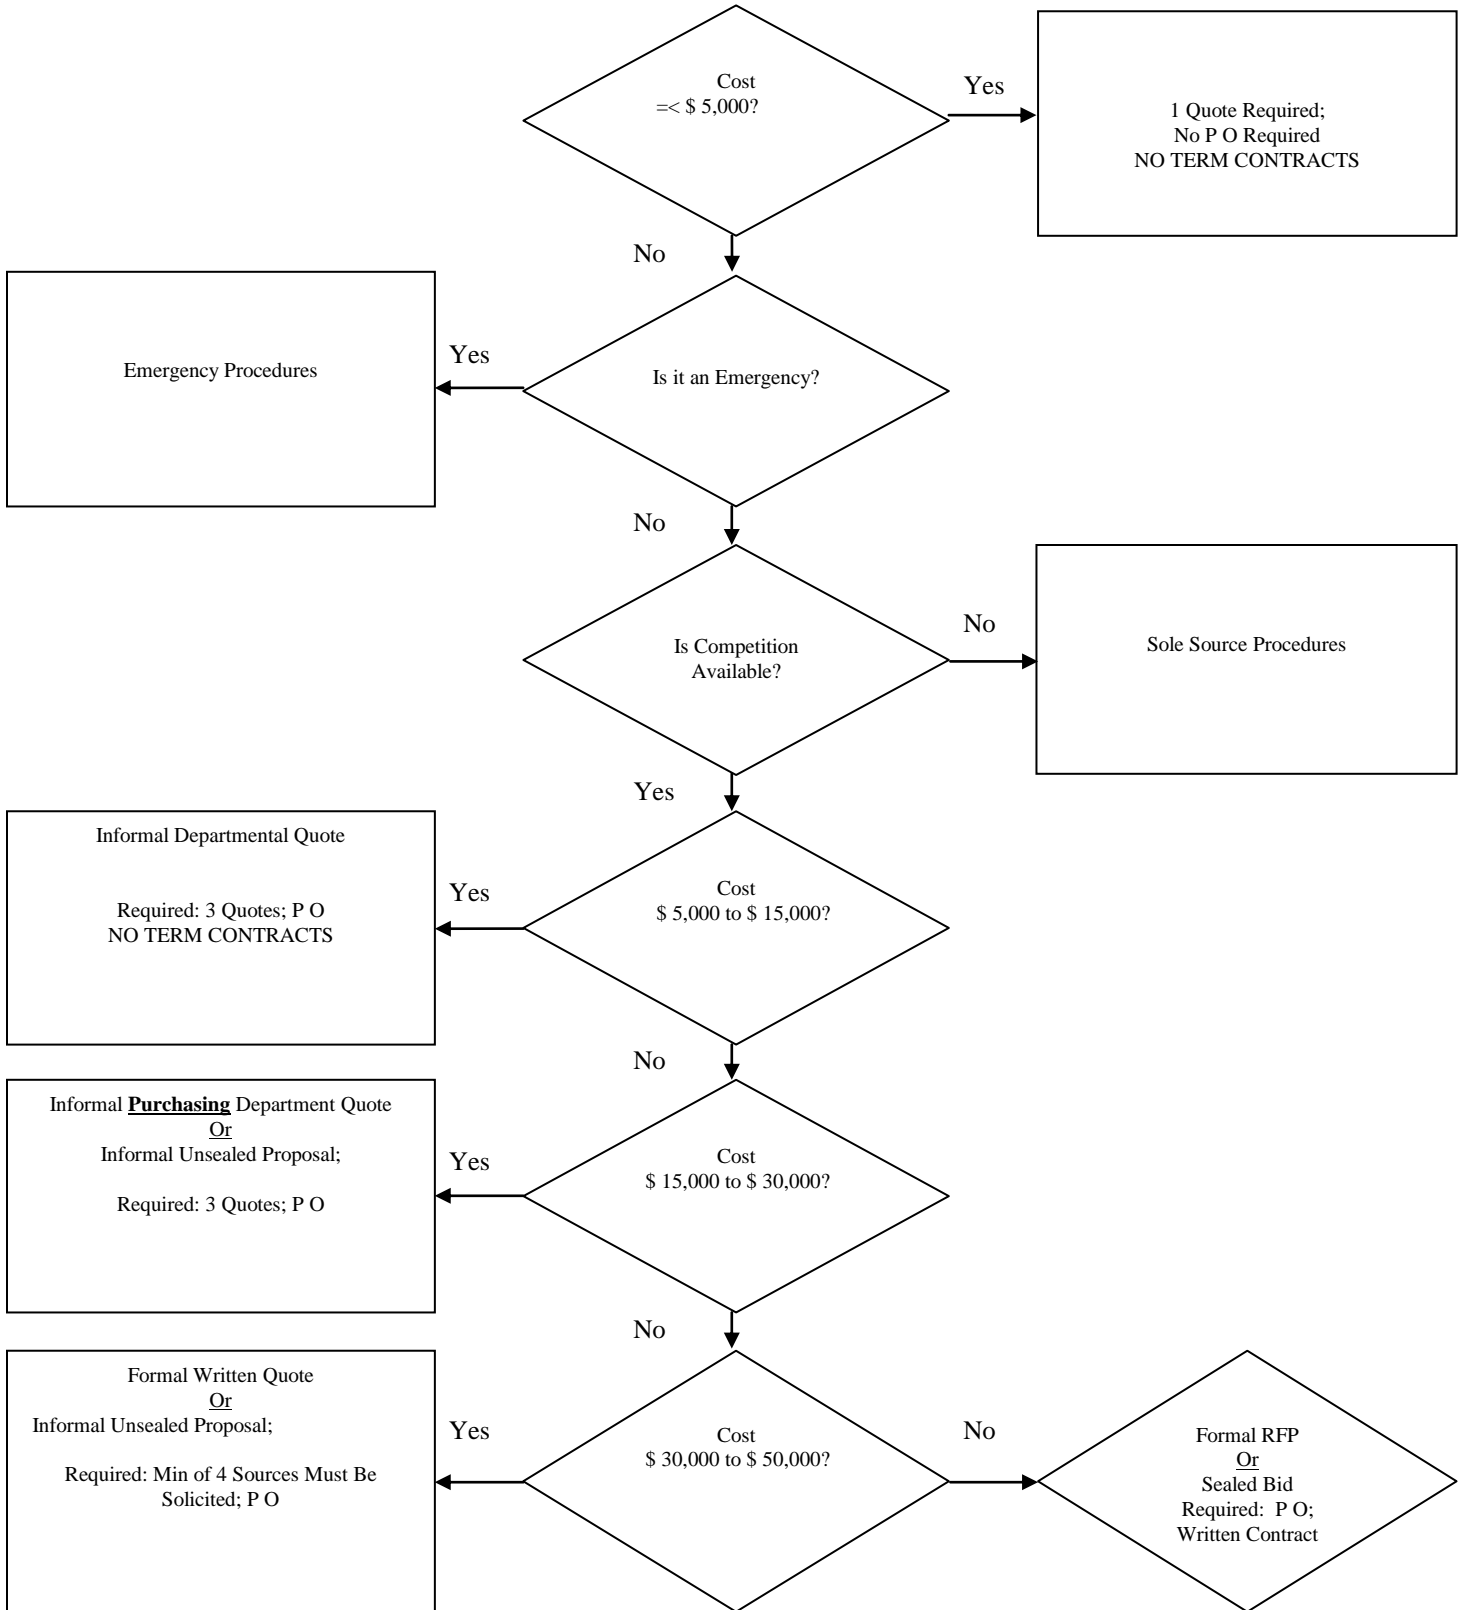 Cost
=< $ 5,000?
Yes
1 Quote Required;
No P O Required
NO TERM CONTRACTS
No
Emergency Procedures
Yes
Is it an Emergency?
No
Is Competition
Available?
No
Sole Source Procedures
Yes
Informal Departmental Quote
Required: 3 Quotes; P O
NO TERM CONTRACTS
Yes
Cost
$ 5,000 to $ 15,000?
No
Informal Purchasing Department Quote
Or
Informal Unsealed Proposal;
Required: 3 Quotes; P O
Yes
Cost
$ 15,000 to $ 30,000?
No
Formal Written Quote
Or
Informal Unsealed Proposal;
Required: Min of 4 Sources Must Be
Solicited; P O
Yes
Cost
$ 30,000 to $ 50,000?
No
Formal RFP
Or
Sealed Bid
Required:  P O;
Written Contract